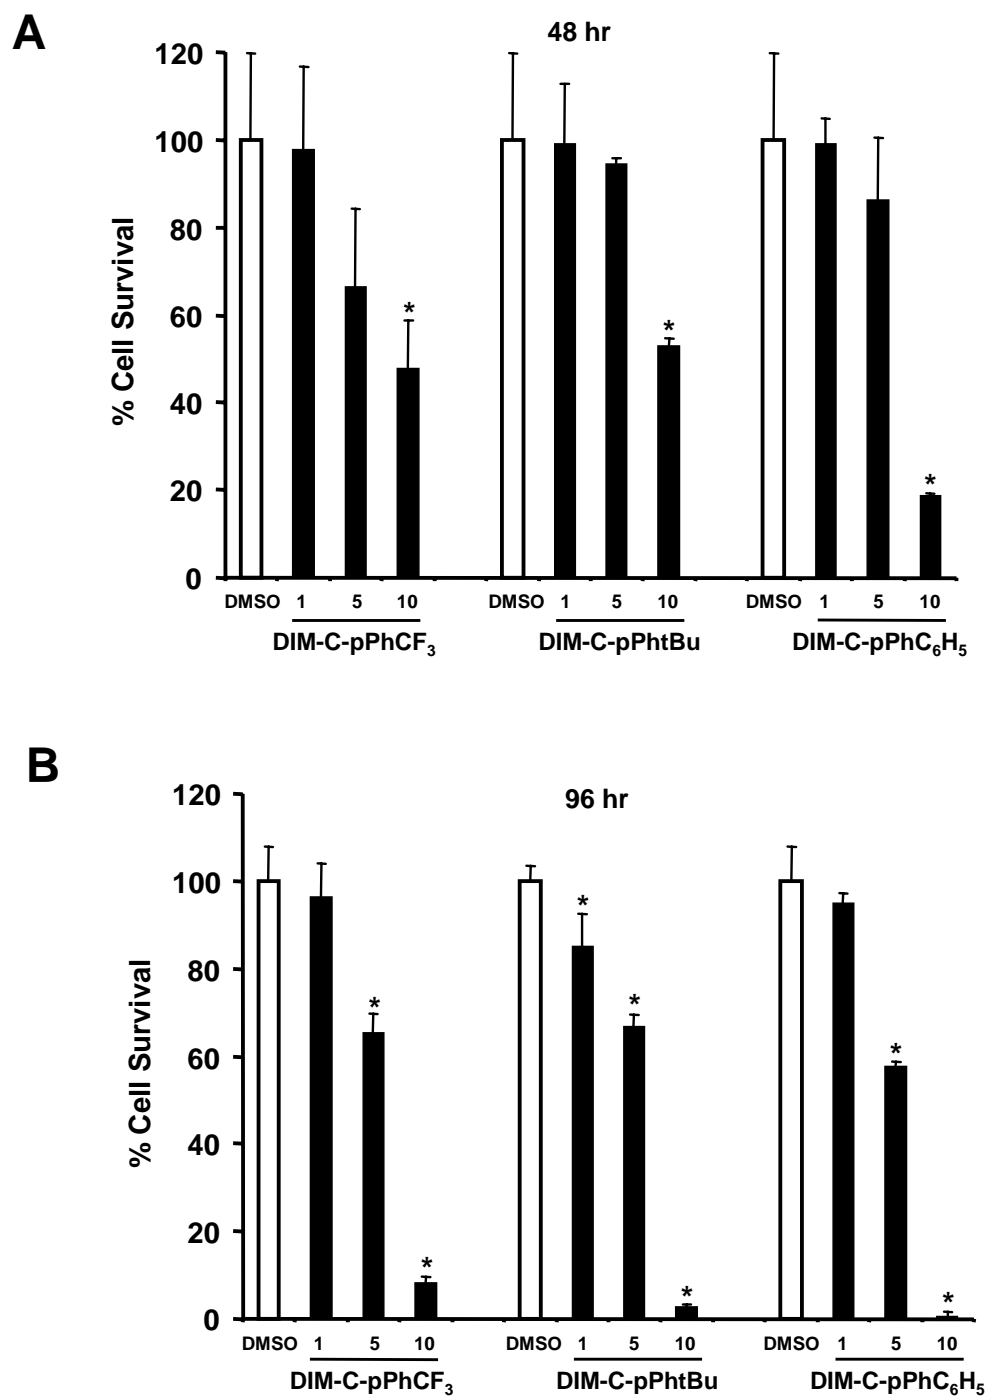 A
48 hr
120
100
80
60
40
20
0
% Cell Survival
* * *
DMSO 1 5 10 DMSO 1 5 10 DMSO 1 5 10
DIM-C-pPhCF₃ DIM-C-pPhtBu DIM-C-pPhC₆H₅
B
96 hr
120
100
80
60
40
20
0
% Cell Survival
* * * * * * *
DMSO 1 5 10 DMSO 1 5 10 DMSO 1 5 10
DIM-C-pPhCF₃ DIM-C-pPhtBu DIM-C-pPhC₆H₅